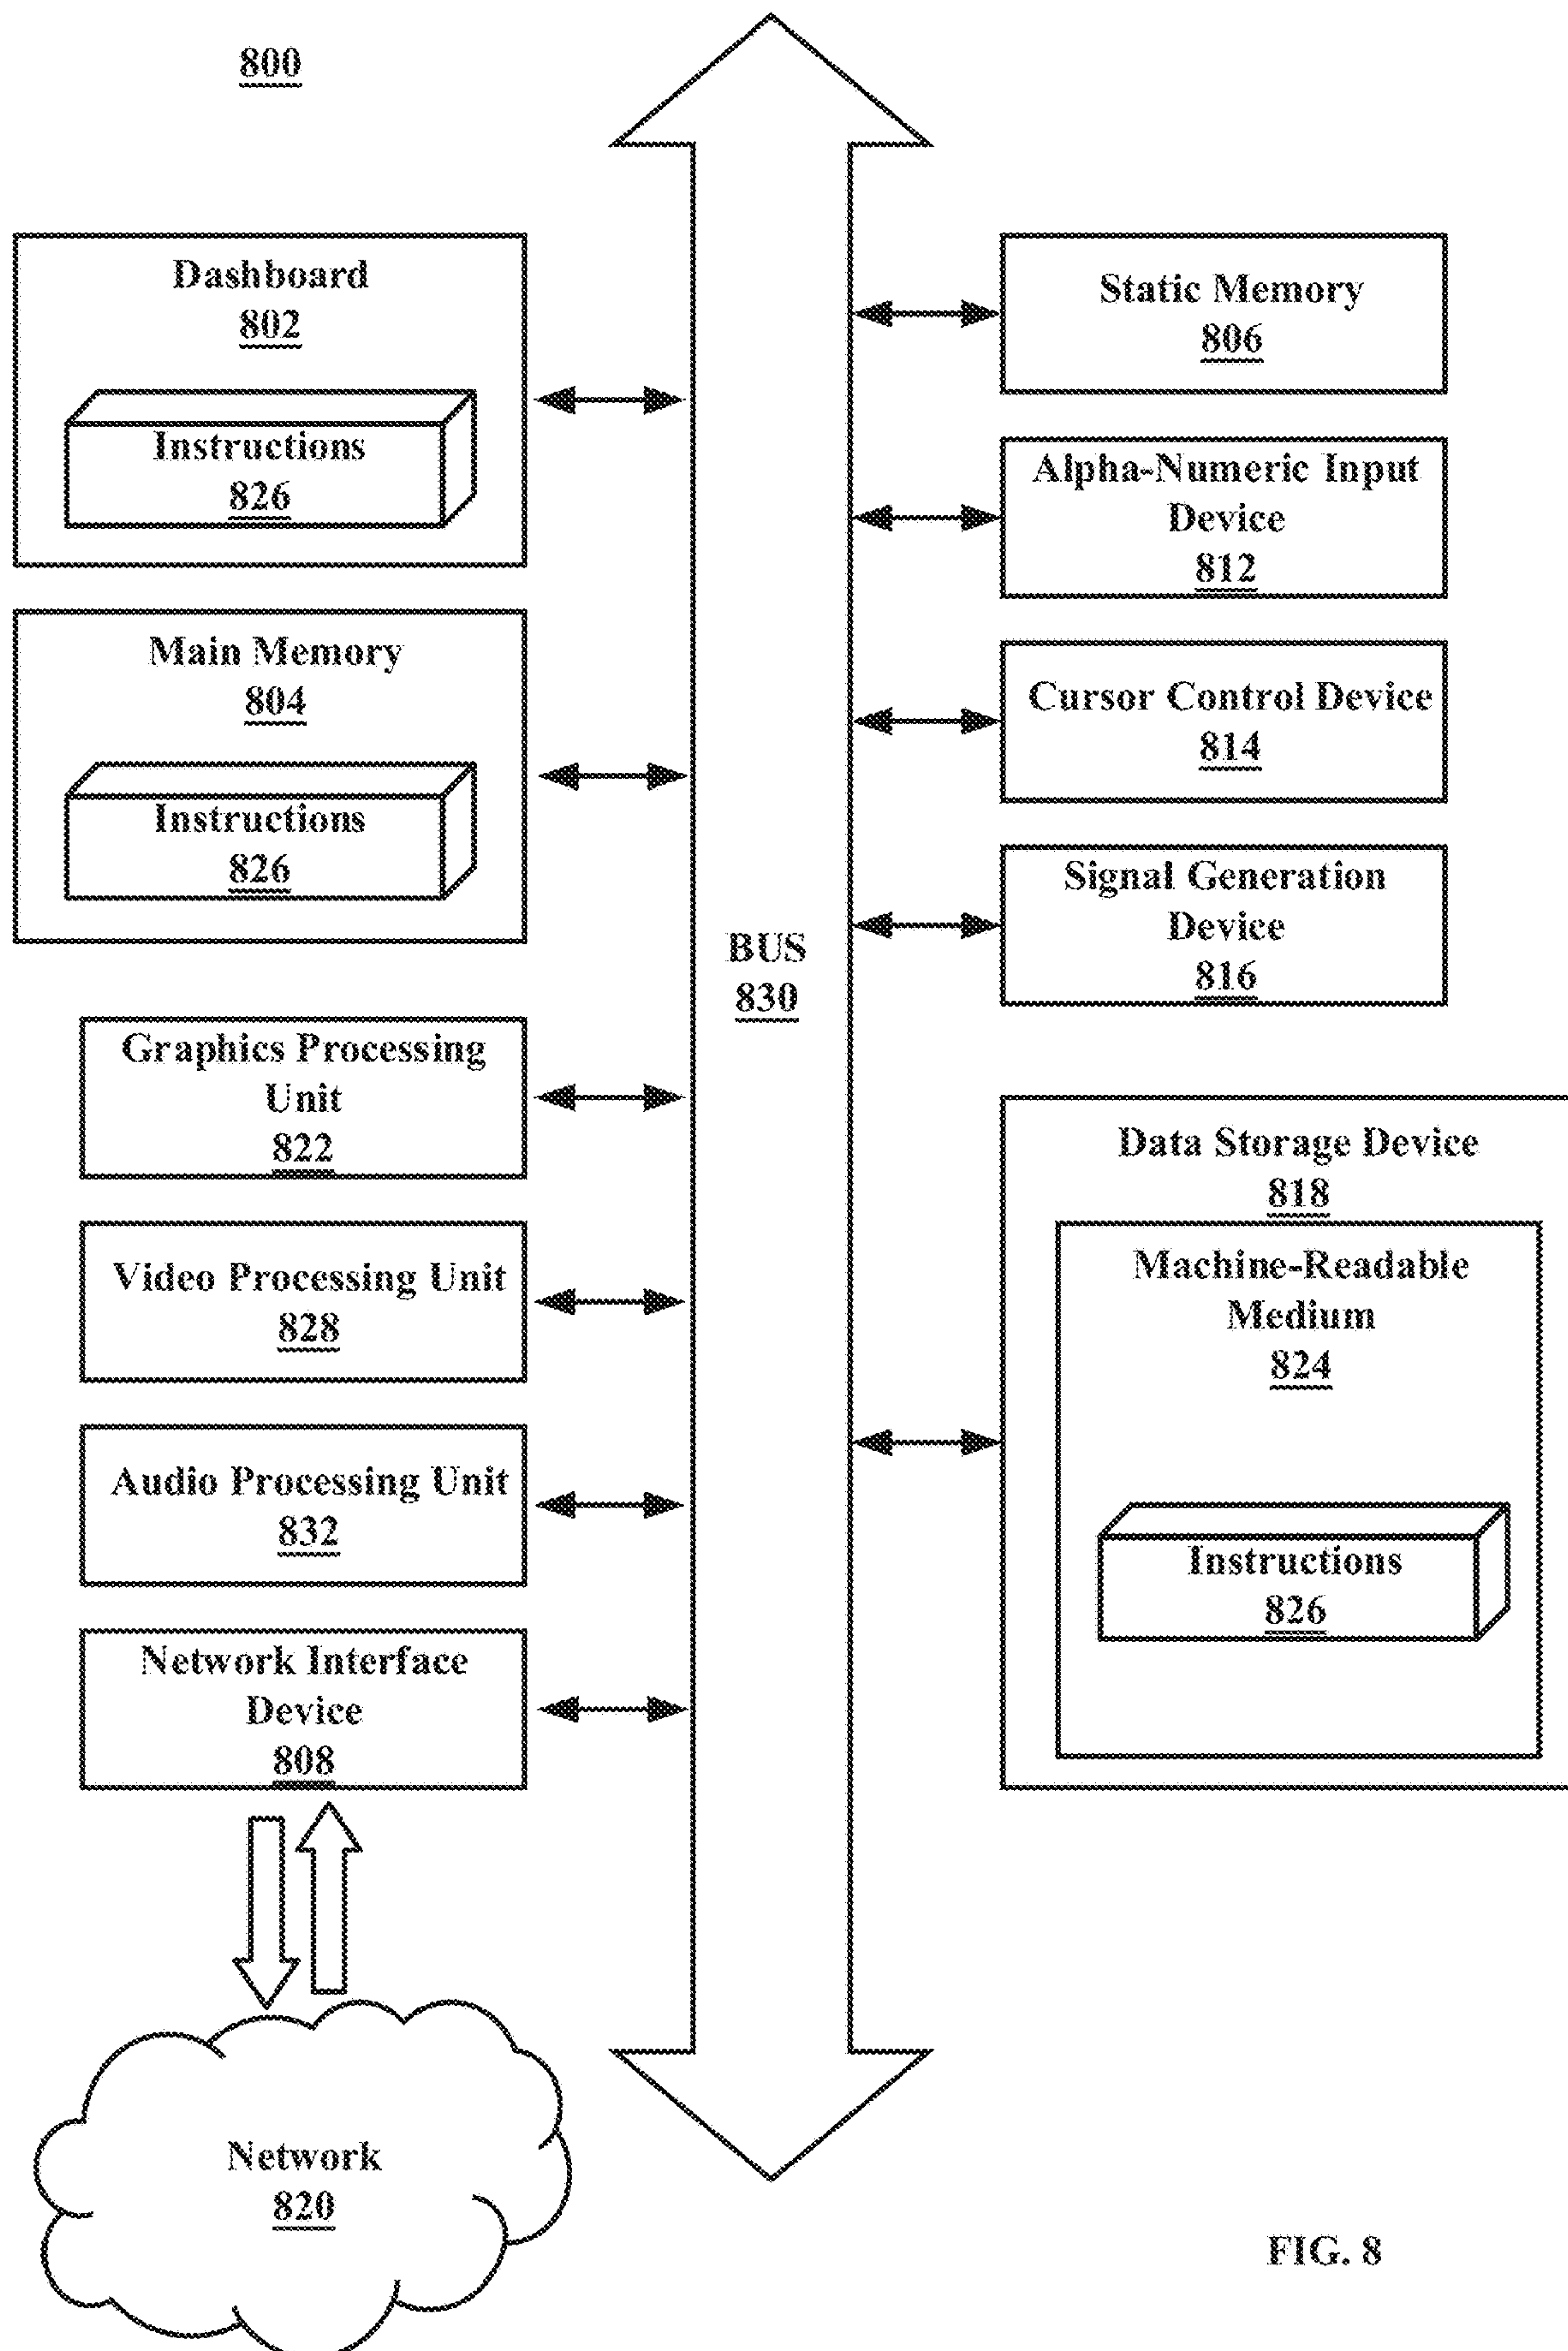 800
Dashboard
802
Instructions
826
Main Memory
804
Instructions
826
Graphics Processing
Unit
822
Video Processing Unit
828
Audio Processing Unit
832
Network Interface
Device
808
Network
820
BUS
830
Static Memory
806
Alpha-Numeric Input
Device
812
Cursor Control Device
814
Signal Generation
Device
816
Data Storage Device
818
Machine-Readable
Medium
824
Instructions
826
FIG. 8